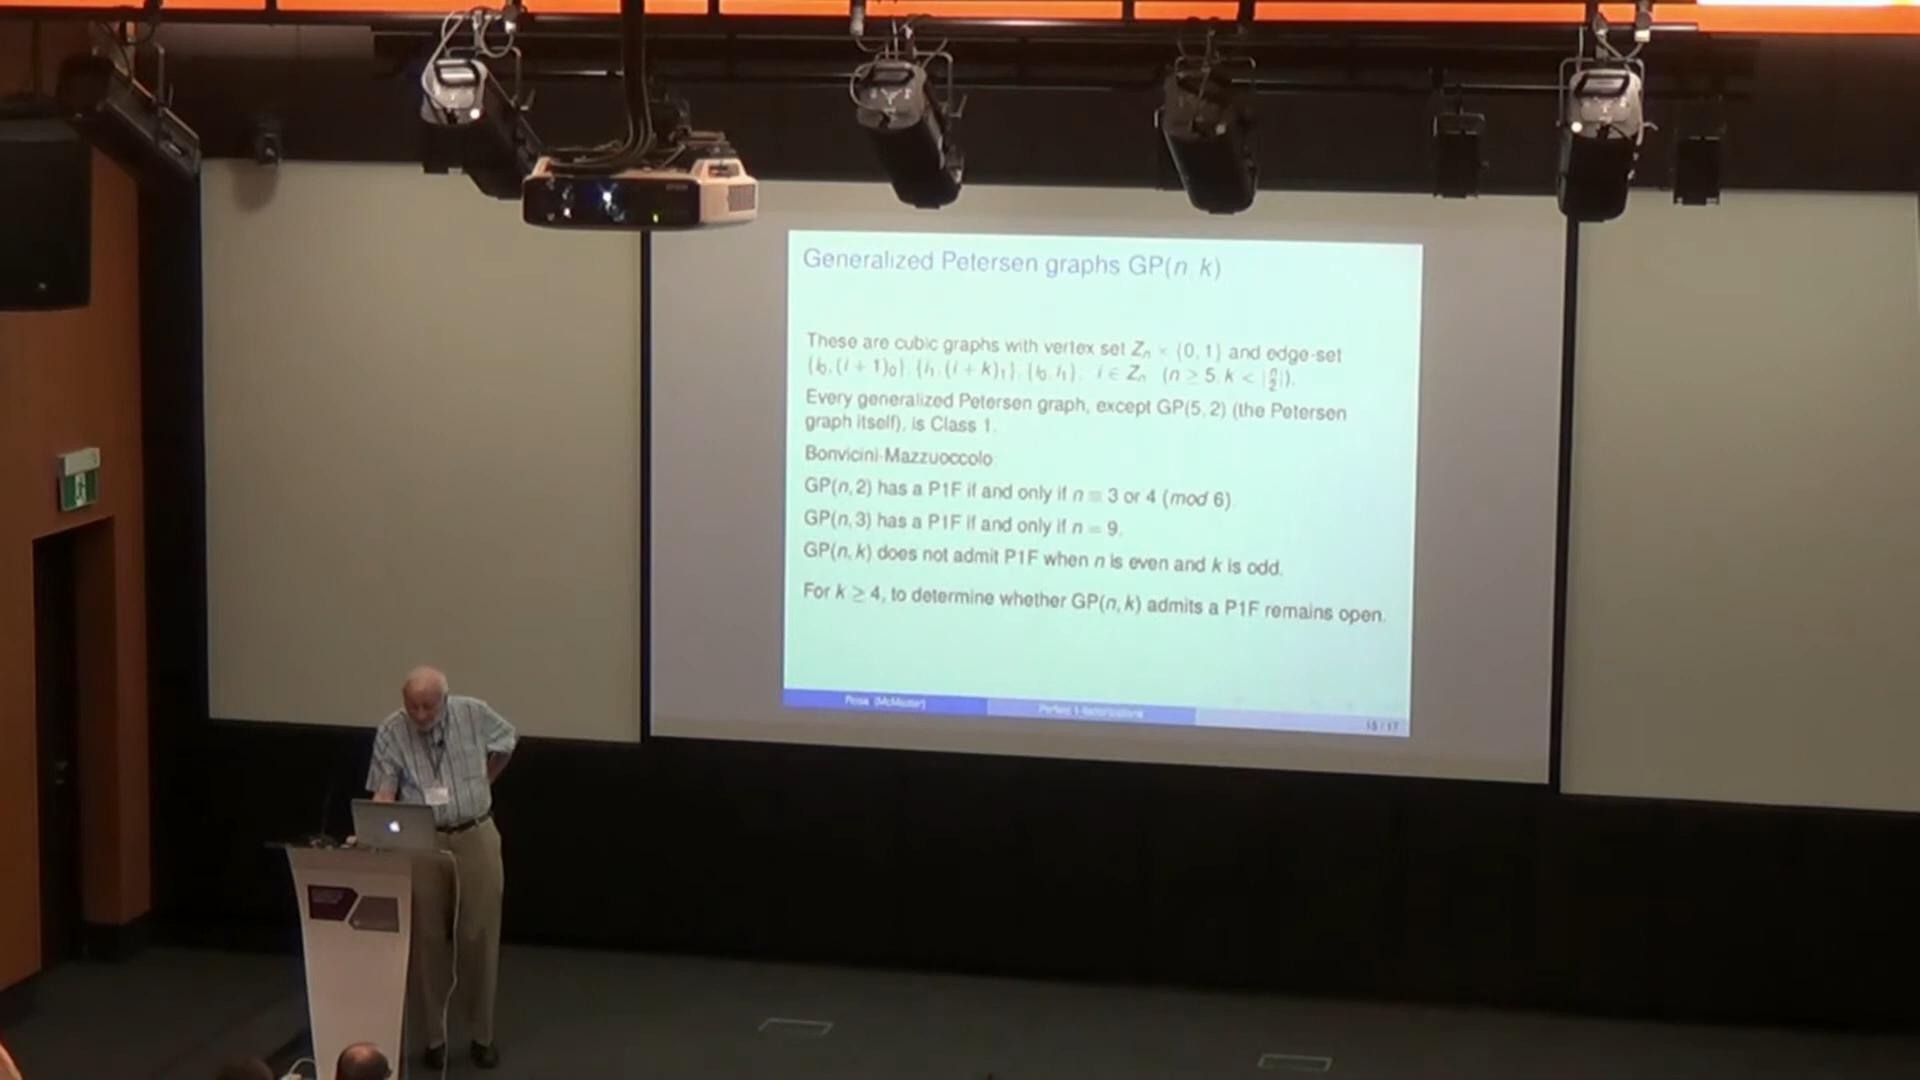 Generalized Petersen graphs GP(n, k)
These are cubic graphs with vertex set Zₙ × {0, 1} and edge-set
{i₀, (i + 1)₀}, {i₁, (i + k)₁}, {i₀, i₁}, i ∈ Zₙ (n ≥ 5, k < |n/2|).
Every generalized Petersen graph, except GP(5, 2) (the Petersen
graph itself), is Class 1.
Bonvicini-Mazzuoccolo
GP(n, 2) has a P1F if and only if n ≡ 3 or 4 (mod 6).
GP(n, 3) has a P1F if and only if n = 9.
GP(n, k) does not admit P1F when n is even and k is odd.
For k ≥ 4, to determine whether GP(n, k) admits a P1F remains open.
Rosa (McMaster)
Perfect 1-factorizations
15 / 17
EPSON